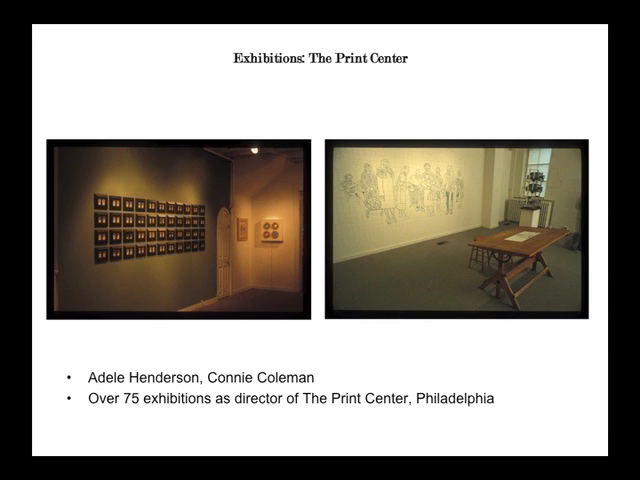 Exhibitions: The Print Center
• Adele Henderson, Connie Coleman
• Over 75 exhibitions as director of The Print Center, Philadelphia